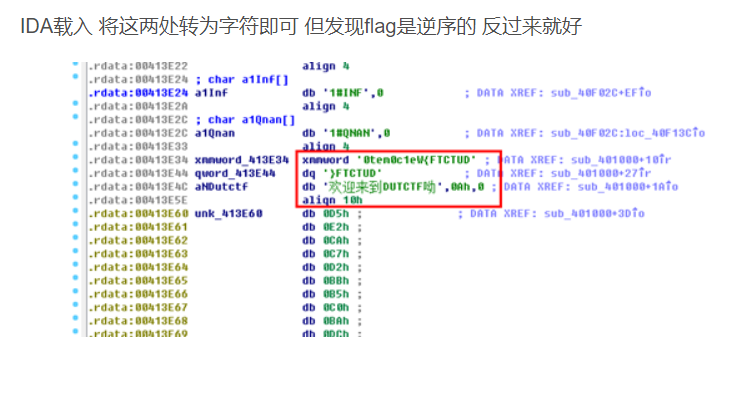 IDA载入 将这两处转为字符即可 但发现flag是逆序的 反过来就好
.rdata:00413E22 align 4
.rdata:00413E24 ; char a1Inf[]
.rdata:00413E24 a1Inf db '1#INF',0 ; DATA XREF: sub_40F02C+EF↑o
.rdata:00413E2A align 4
.rdata:00413E2C ; char a1Qnan[]
.rdata:00413E2C a1Qnan db '1#QNAN',0 ; DATA XREF: sub_40F02C:loc_40F13C↑o
.rdata:00413E33 align 4
.rdata:00413E34 xmmword_413E34 xmmword '0tem0c1eW{FTCTUD' ; DATA XREF: sub_401000+10↑r
.rdata:00413E44 qword_413E44 dq '}FTCTUD' ; DATA XREF: sub_401000+27↑r
.rdata:00413E4C aNDutctf db '欢迎来到DUTCTF呦',0Ah,0 ; DATA XREF: sub_401000+1A↑o
.rdata:00413E5E align 10h
.rdata:00413E60 unk_413E60 db 0D5h ; ; DATA XREF: sub_401000+3D↑o
.rdata:00413E61 db 0E2h ;
.rdata:00413E62 db 0CAh ;
.rdata:00413E63 db 0C7h ;
.rdata:00413E64 db 0D2h ;
.rdata:00413E65 db 0BBh ;
.rdata:00413E66 db 0B5h ;
.rdata:00413E67 db 0C0h ;
.rdata:00413E68 db 0BAh ;
.rdata:00413E69 db 0DCh ;